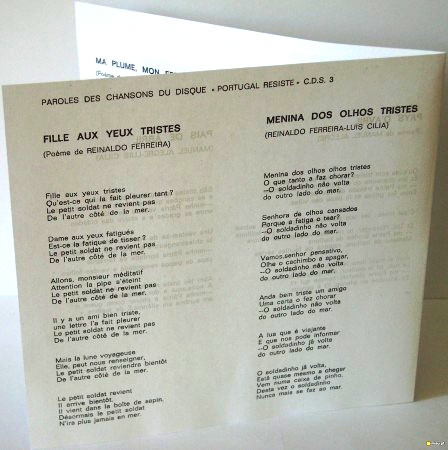 MA PLUME, MON
PAROLES DES CHANSONS DU DISQUE • PORTUGAL RESISTE • C.D.S. 3
FILLE AUX YEUX TRISTES
(Poème de REINALDO FERREIRA)
Fille aux yeux tristes
Qu'est-ce qui la fait pleurer tant ?
Le petit soldat ne revient pas
De l'autre côté de la mer.
Dame aux yeux fatigués
Est-ce la fatigue de tisser ?
Le petit soldat ne revient pas
De l'autre côté de la mer.
Allons, monsieur méditatif
Attention la pipe s'éteint
Le petit soldat ne revient pas
De l'autre côté de la mer.
Il y a un ami bien triste,
une lettre l'a fait pleurer
Le petit soldat ne revient pas
De l'autre côté de la mer.
Mais la lune voyageuse
Elle, peut nous renseigner,
Le petit soldat reviendra bientôt
De l'autre côté de la mer.
Le petit soldat revient
Il arrive bientôt.
Il vient dans la boîte de sapin,
Désormais le petit soldat
N'ira plus jamais en mer.
MENINA DOS OLHOS TRISTES
(REINALDO FERREIRA-LUIS CILIA)
Menina dos olhos tristes
O que tanto a faz chorar?
--O soldadinho não volta
do outro lado do mar.
Senhora de olhos cansados
Porque a fatiga o tear?
--O soldadinho não volta
do outro lado do mar.
Vamos,senhor pensativo,
Olhe o cachimbo a apagar,
--O soldadinho não volta
do outro lado do mar.
Anda bem triste um amigo
Uma carta o fez chorar
--O soldadinho não volta
do outro lado do mar.
A lua que é viajante
É que nos pode informar
--O soldadinho já volta
do outro lado do mar.
O soldadinho já volta,
Está quase mesmo a chegar
Vem numa caixa de pinho.
Desta vez o soldadinho
Nunca mais se faz ao mar.